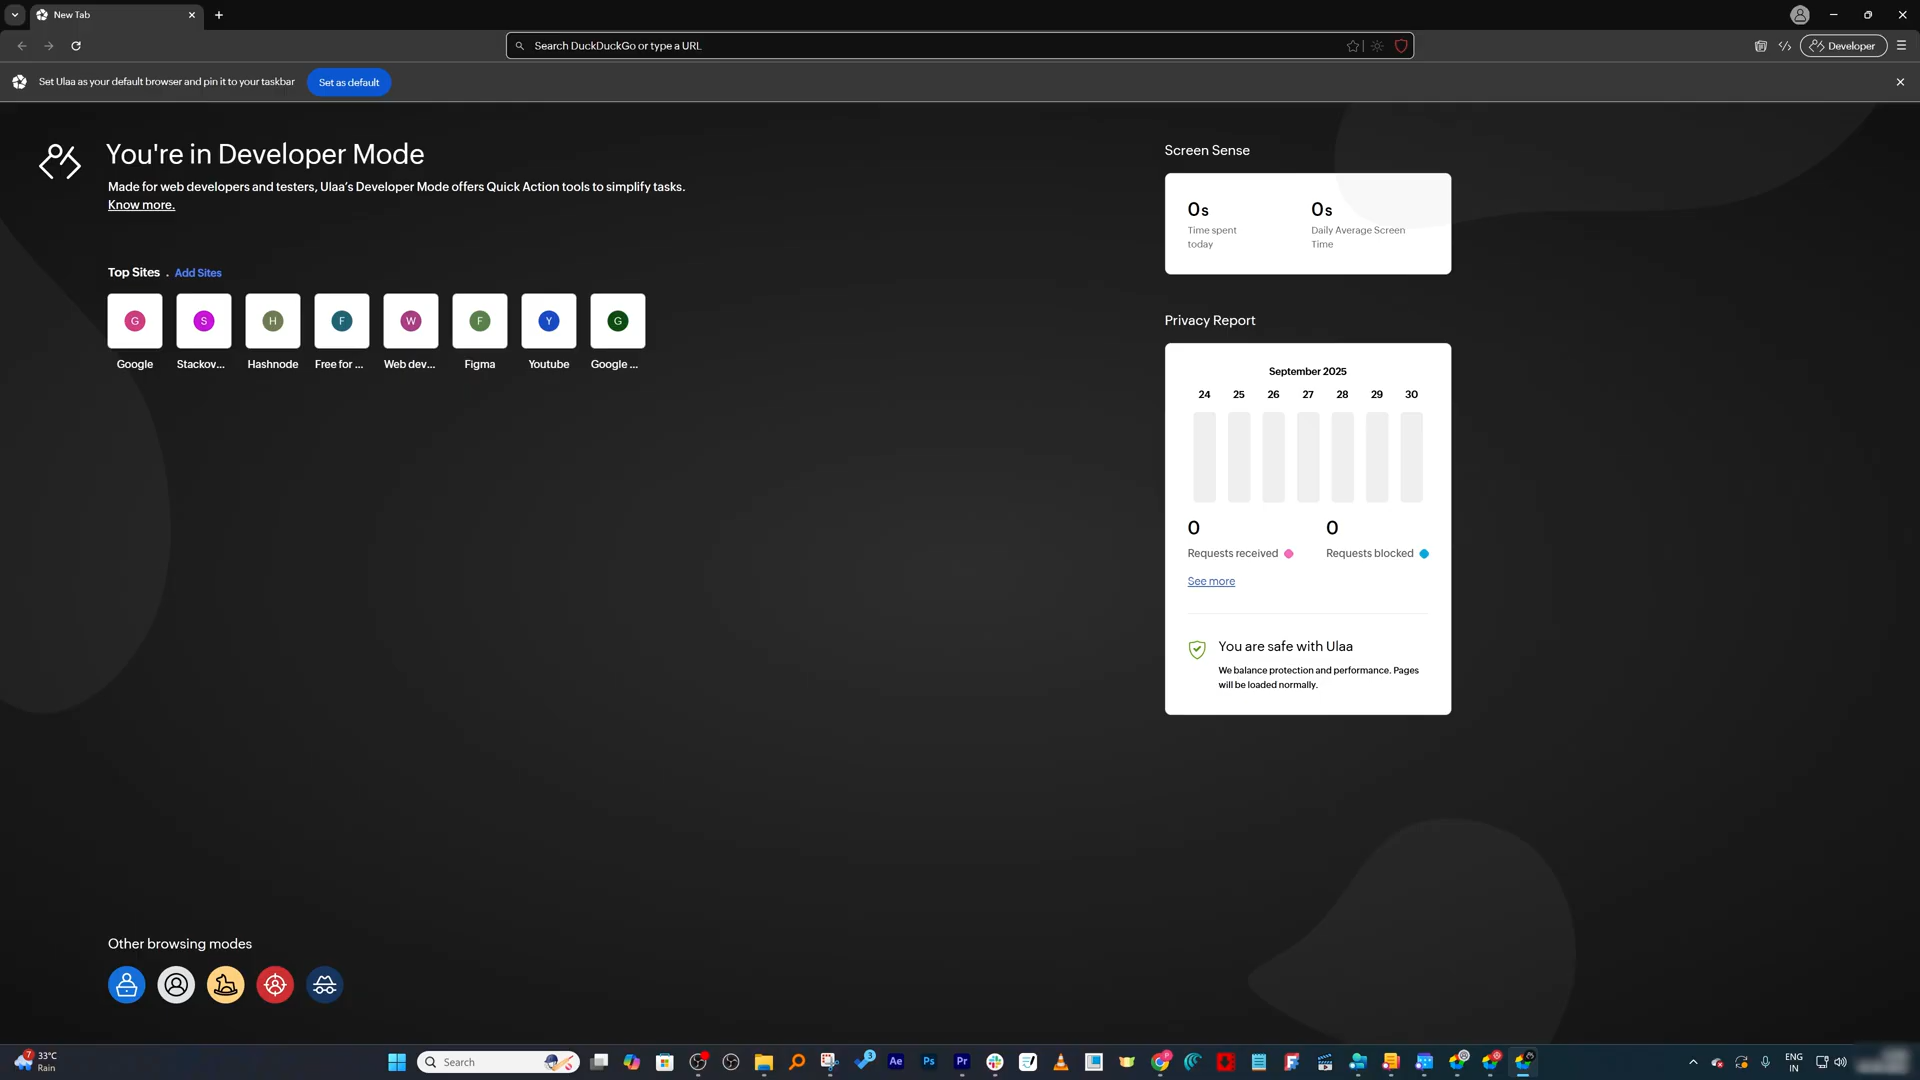 New Tab
Search DuckDuckGo or type a URL
Developer
Set Ulaa as your default browser and pin it to your taskbar
Set as default
You're in Developer Mode
Made for web developers and testers, Ulaa's Developer Mode offers Quick Action tools to simplify tasks.
Know more.
Top Sites . Add Sites
G
S
H
F
W
F
Y
G
Google
Stackov...
Hashnode
Free for ...
Web dev...
Figma
Youtube
Google ...
Screen Sense
0s
0s
Time spent
today
Daily Average Screen
Time
Privacy Report
September 2025
24 25 26 27 28 29 30
0
0
Requests received
Requests blocked
See more
You are safe with Ulaa
We balance protection and performance. Pages
will be loaded normally.
Other browsing modes
7
33°C
Rain
Search
3
Ae
Ps
Pr
P
ENG
IN